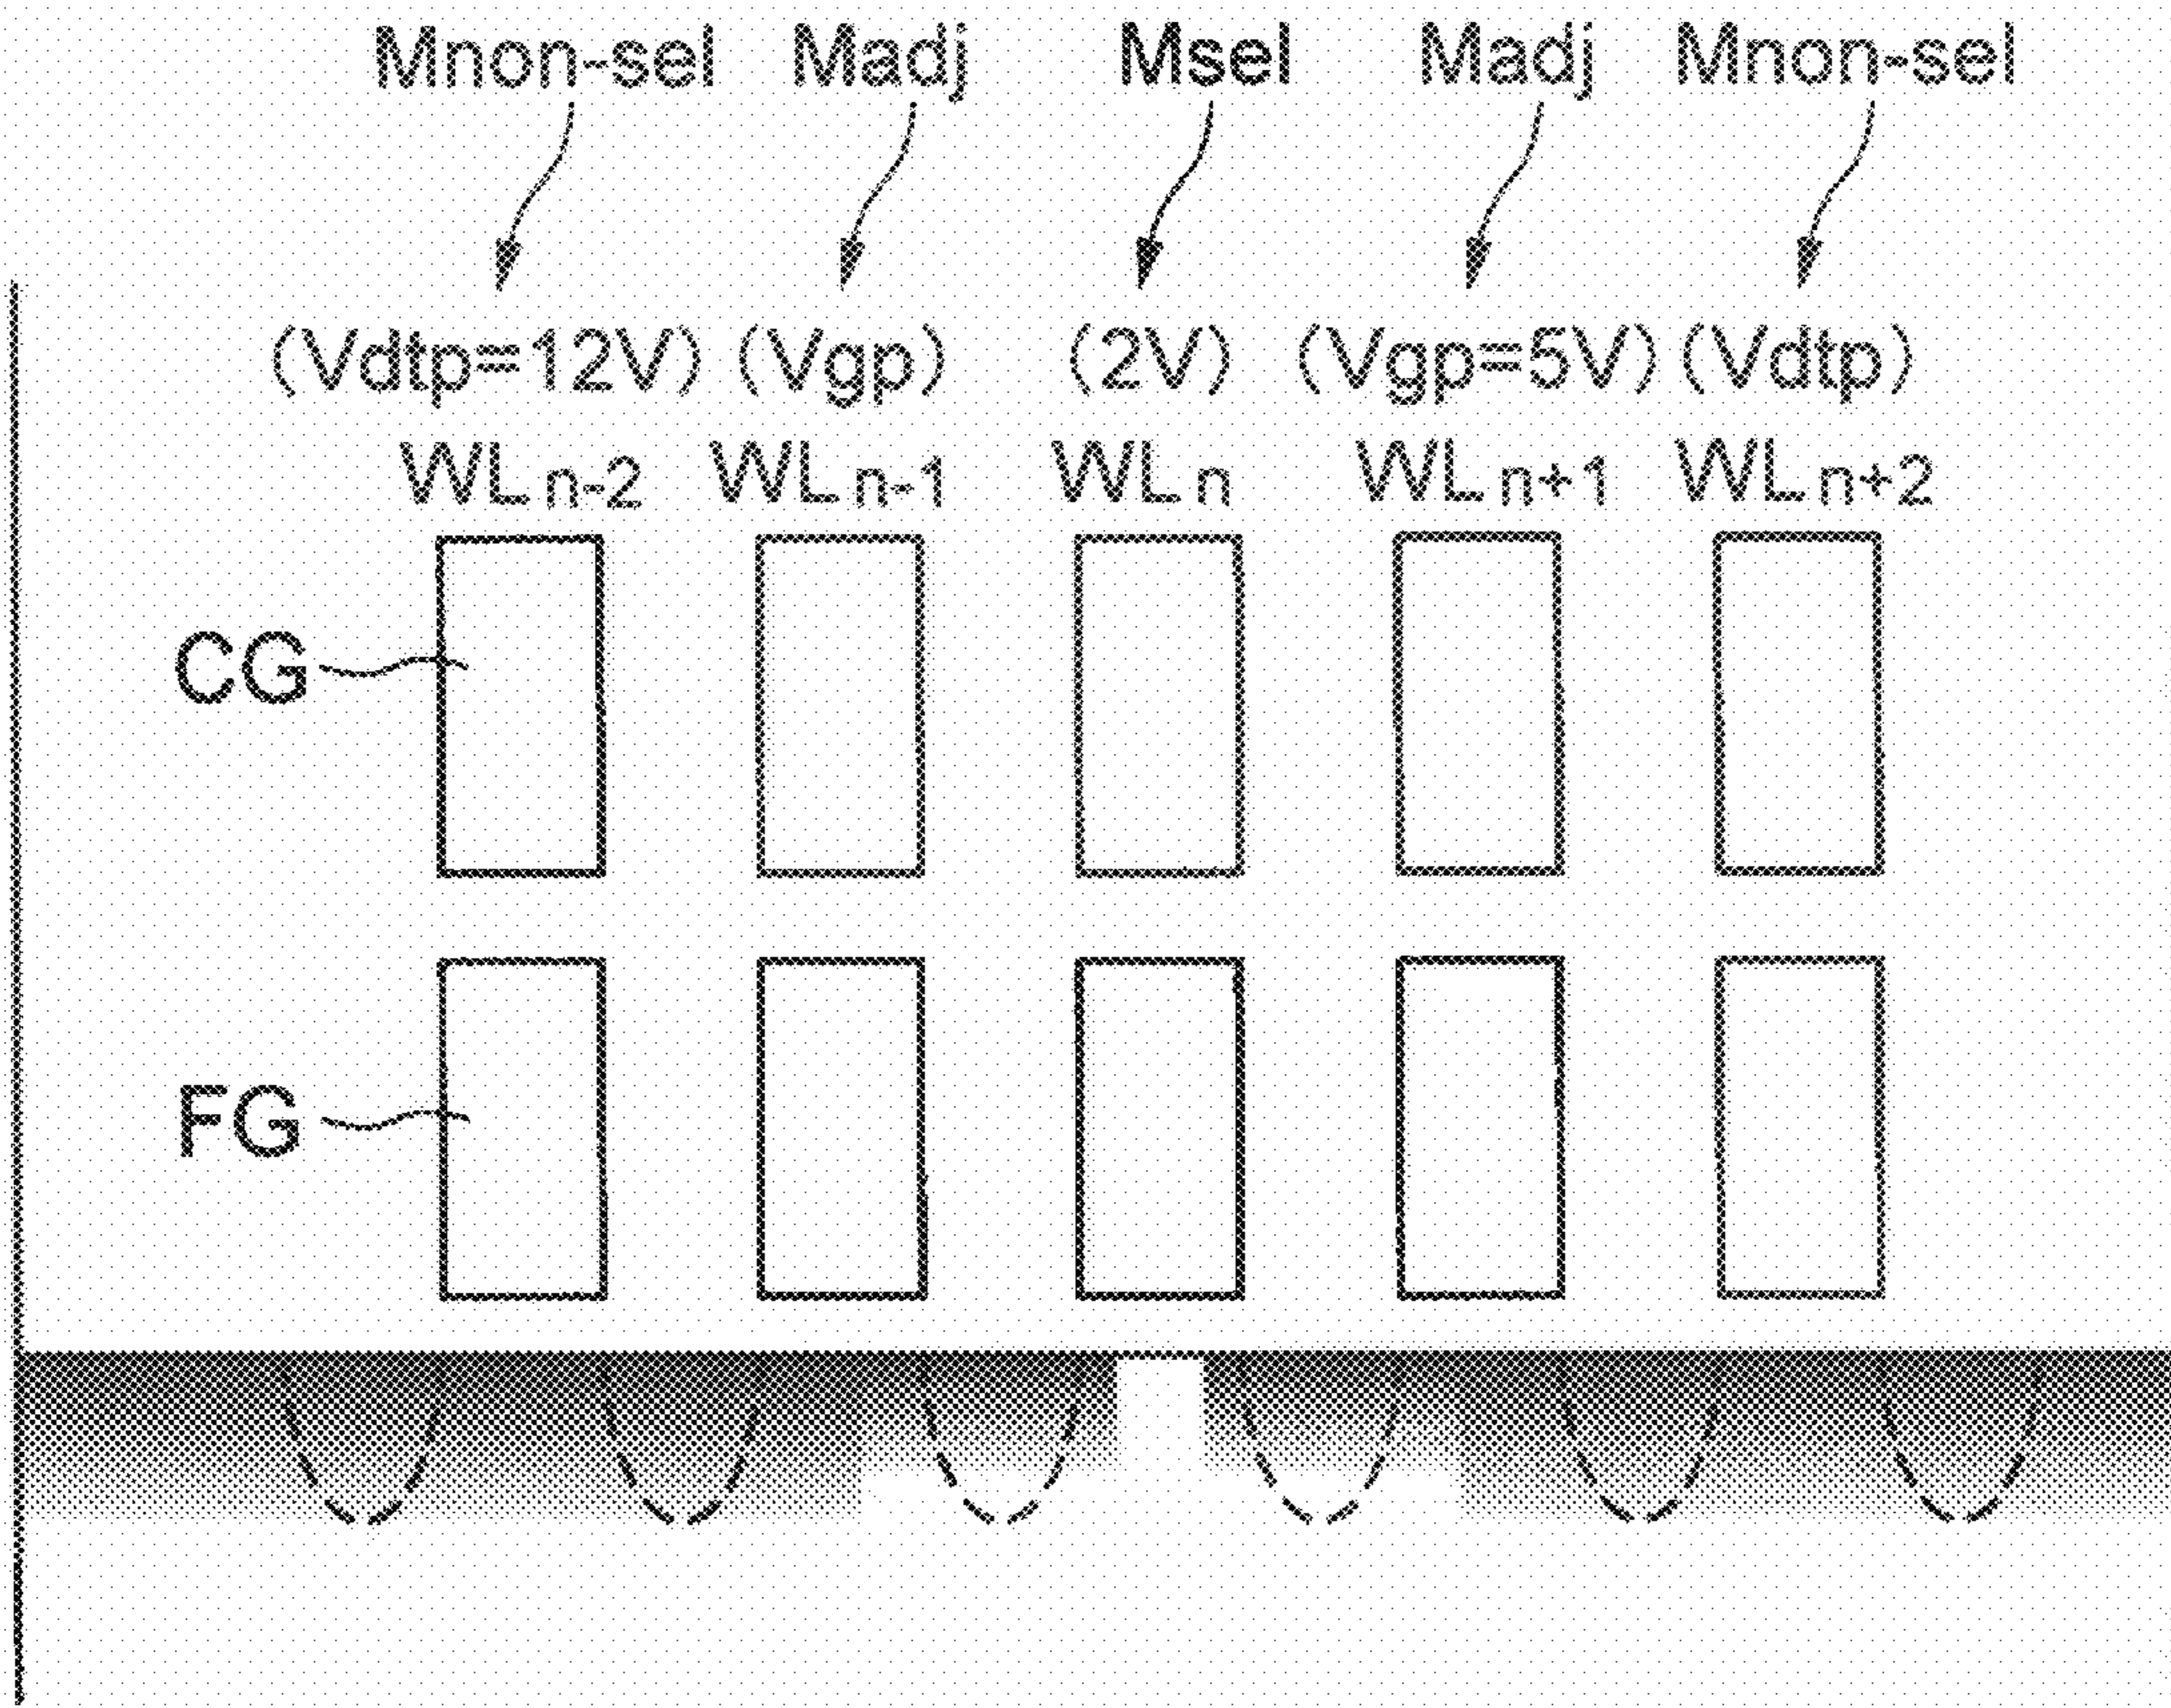 Mnon-sel Madj Msel Madj Mnon-sel
(Vdtp=12V) (Vgp) (2V) (Vgp=5V) (Vdtp)
WLn-2 WLn-1 WLn WLn+1 WLn+2
CG
FG